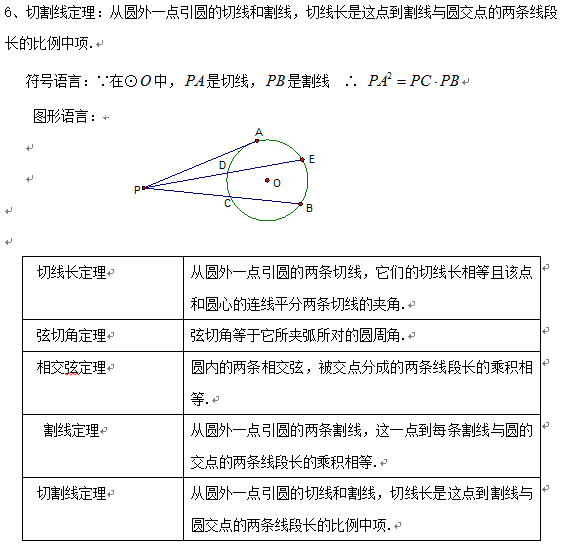 6、切割线定理：从圆外一点引圆的切线和割线，切线长是这点到割线与圆交点的两条线段
长的比例中项.
符号语言：∵在⊙O中，PA是切线，PB是割线 ∴ PA²=PC·PB
图形语言：
A
E
D
O
P
C
B
切线长定理
从圆外一点引圆的两条切线，它们的切线长相等且该点
和圆心的连线平分两条切线的夹角.
弦切角定理
弦切角等于它所夹弧所对的圆周角.
相交弦定理
圆内的两条相交弦，被交点分成的两条线段长的乘积相
等.
割线定理
从圆外一点引圆的两条割线，这一点到每条割线与圆的
交点的两条线段长的乘积相等.
切割线定理
从圆外一点引圆的切线和割线，切线长是这点到割线与
圆交点的两条线段长的比例中项.